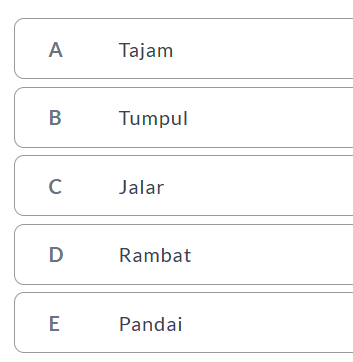 A Tajam
B Tumpul
C Jalar
D Rambat
E Pandai